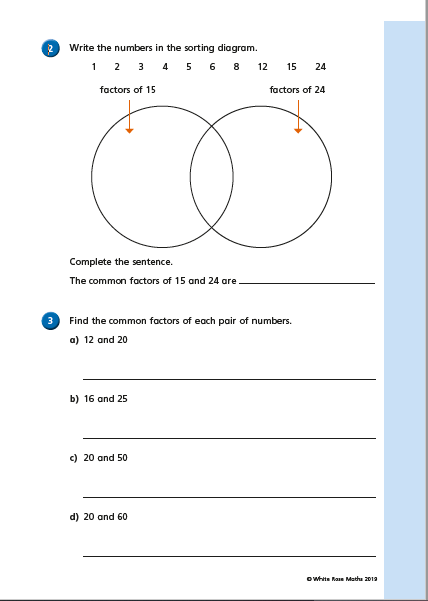 2 Write the numbers in the sorting diagram.
1 2 3 4 5 6 8 12 15 24
factors of 15 factors of 24
Complete the sentence.
The common factors of 15 and 24 are
3 Find the common factors of each pair of numbers.
a) 12 and 20
b) 16 and 25
c) 20 and 50
d) 20 and 60
© White Rose Maths 2019